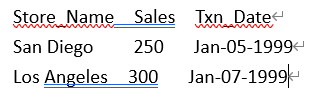 Store_Name Sales Txn_Date
San Diego 250 Jan-05-1999
Los Angeles 300 Jan-07-1999